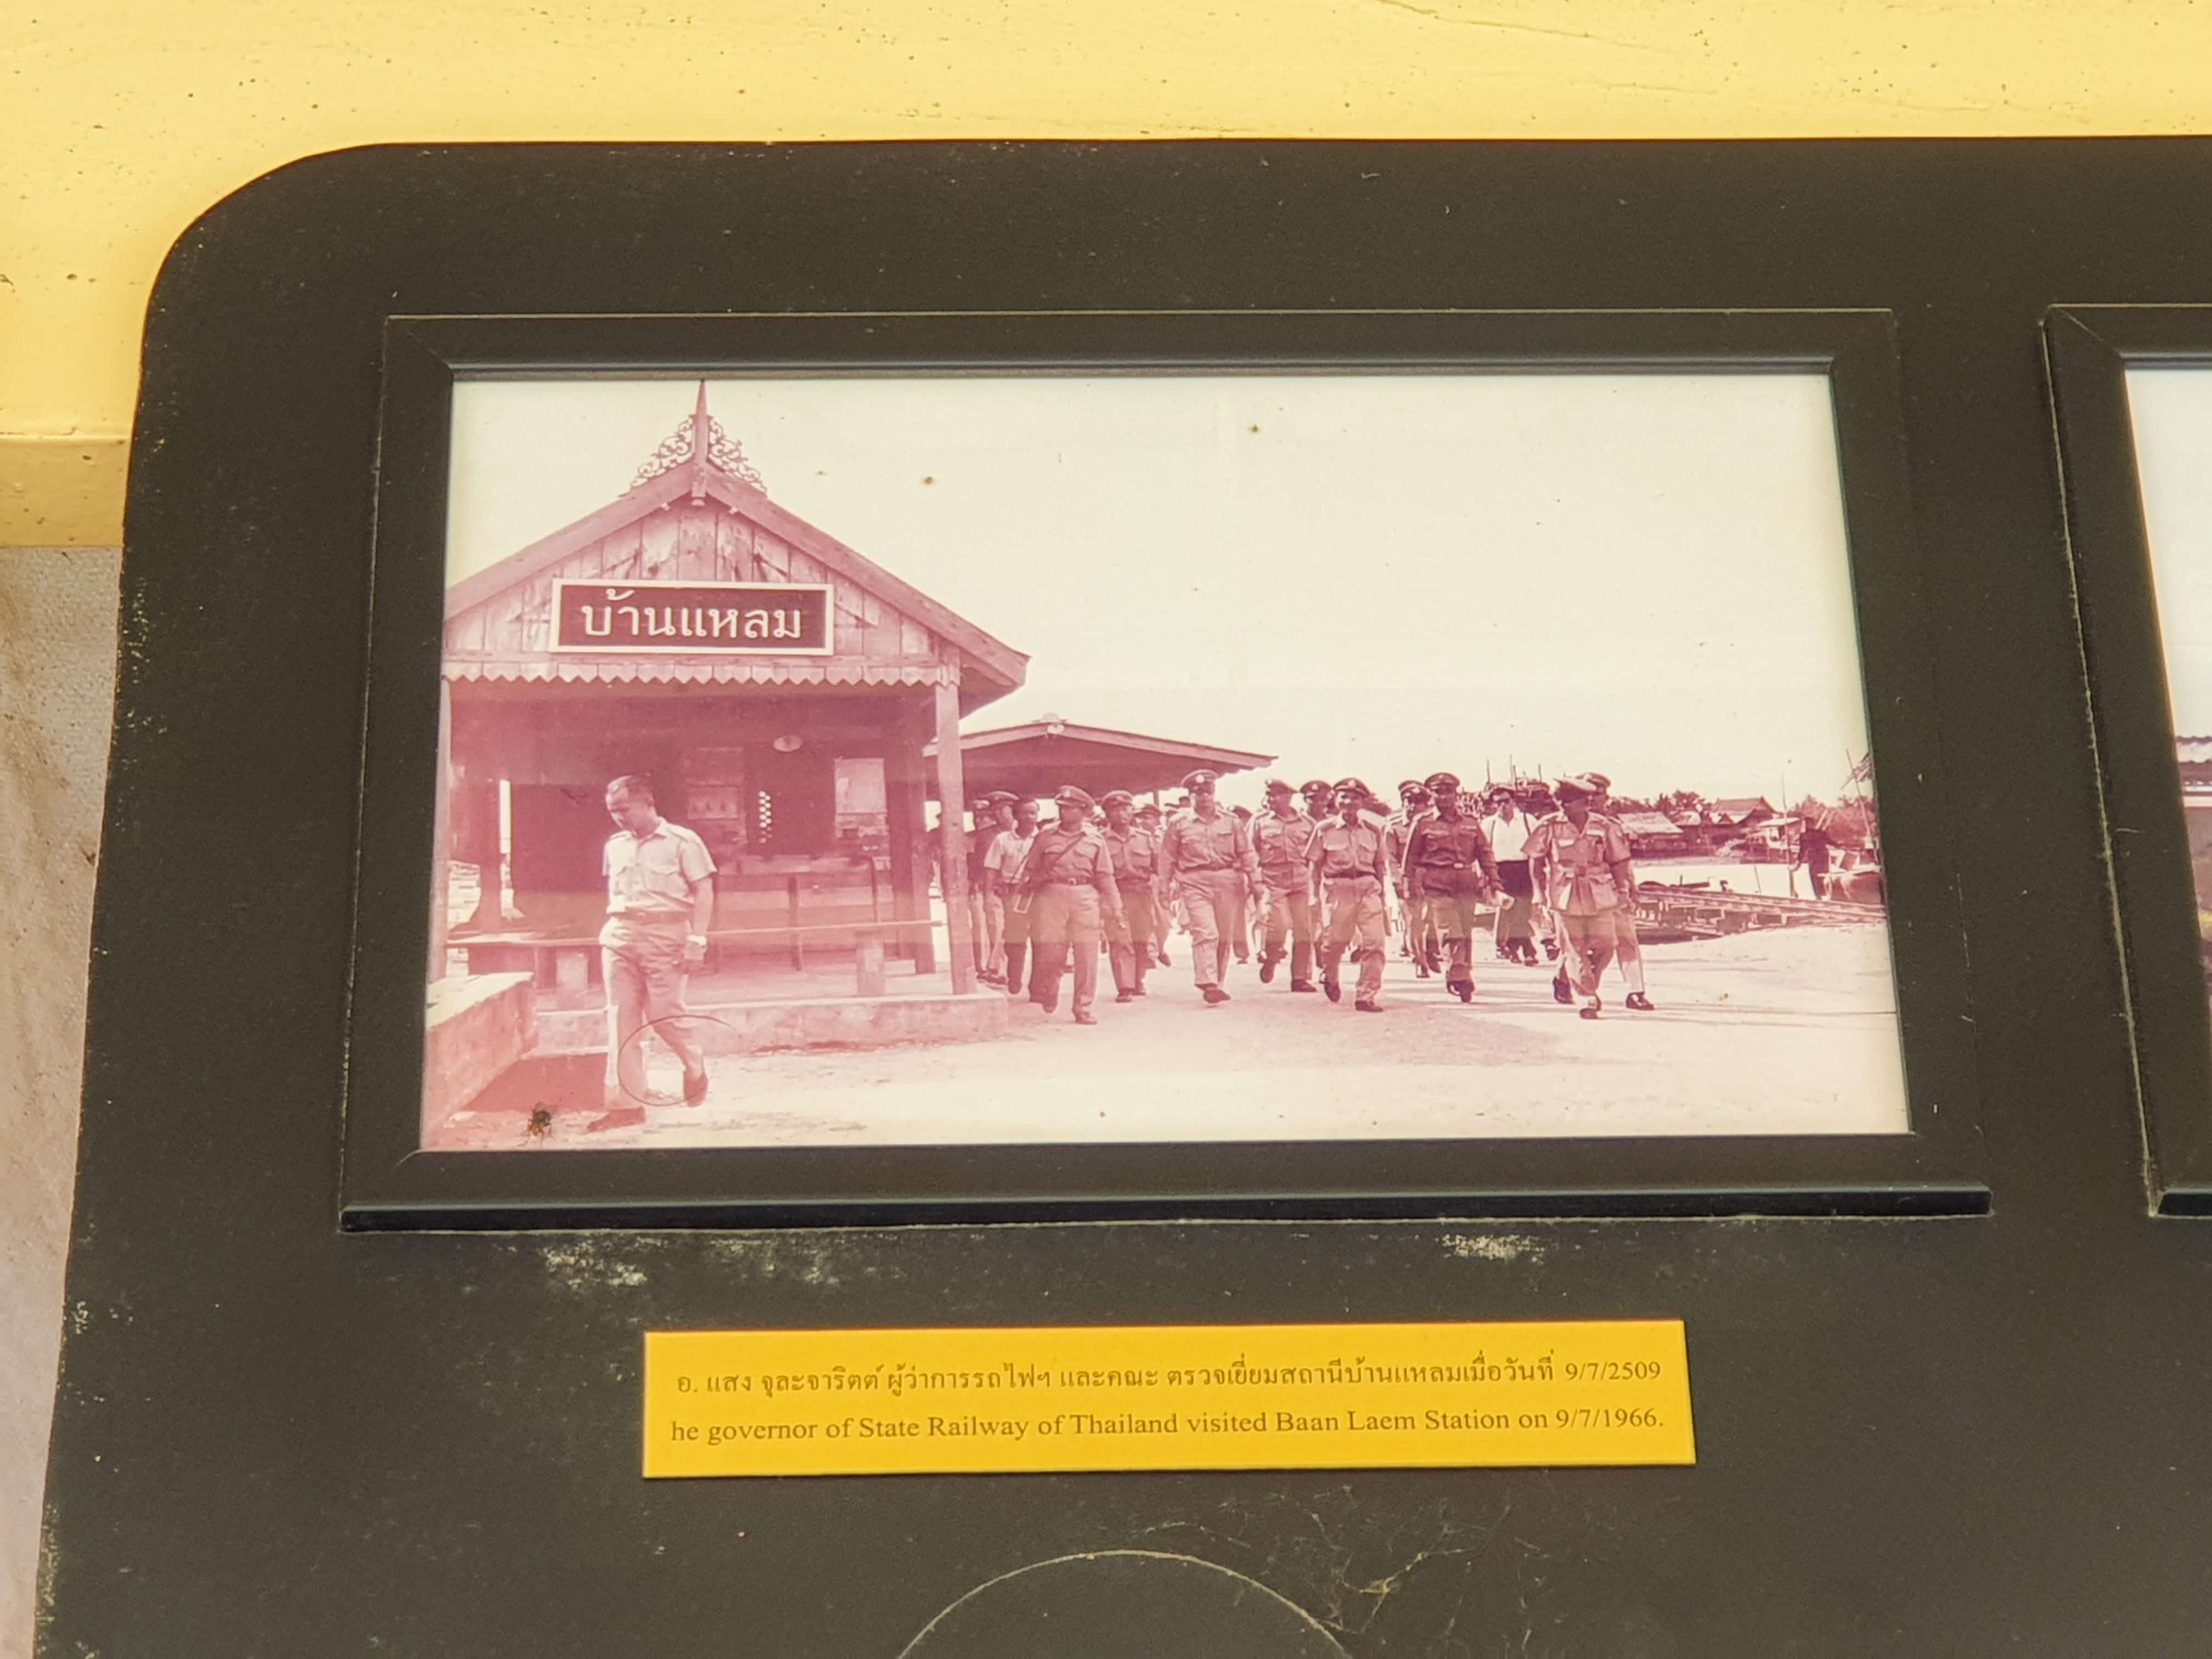 บ้านแหลม
อ. แสง จุละจาริตต์ ผู้ว่าการรถไฟฯ และคณะ ตรวจเยี่ยมสถานีบ้านแหลมเมื่อวันที่ 9/7/2509
he governor of State Railway of Thailand visited Baan Laem Station on 9/7/1966.